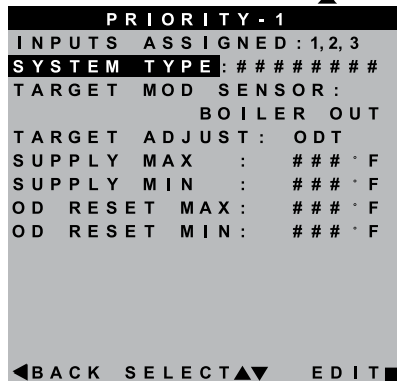 PRIORITY-1
INPUTS ASSIGNED:1,2,3
SYSTEM TYPE:########
TARGET MOD SENSOR:
BOILER OUT
TARGET ADJUST: ODT
SUPPLY MAX : ###°F
SUPPLY MIN : ###°F
OD RESET MAX: ###°F
OD RESET MIN: ###°F
◀BACK SELECT▲▼ EDIT■